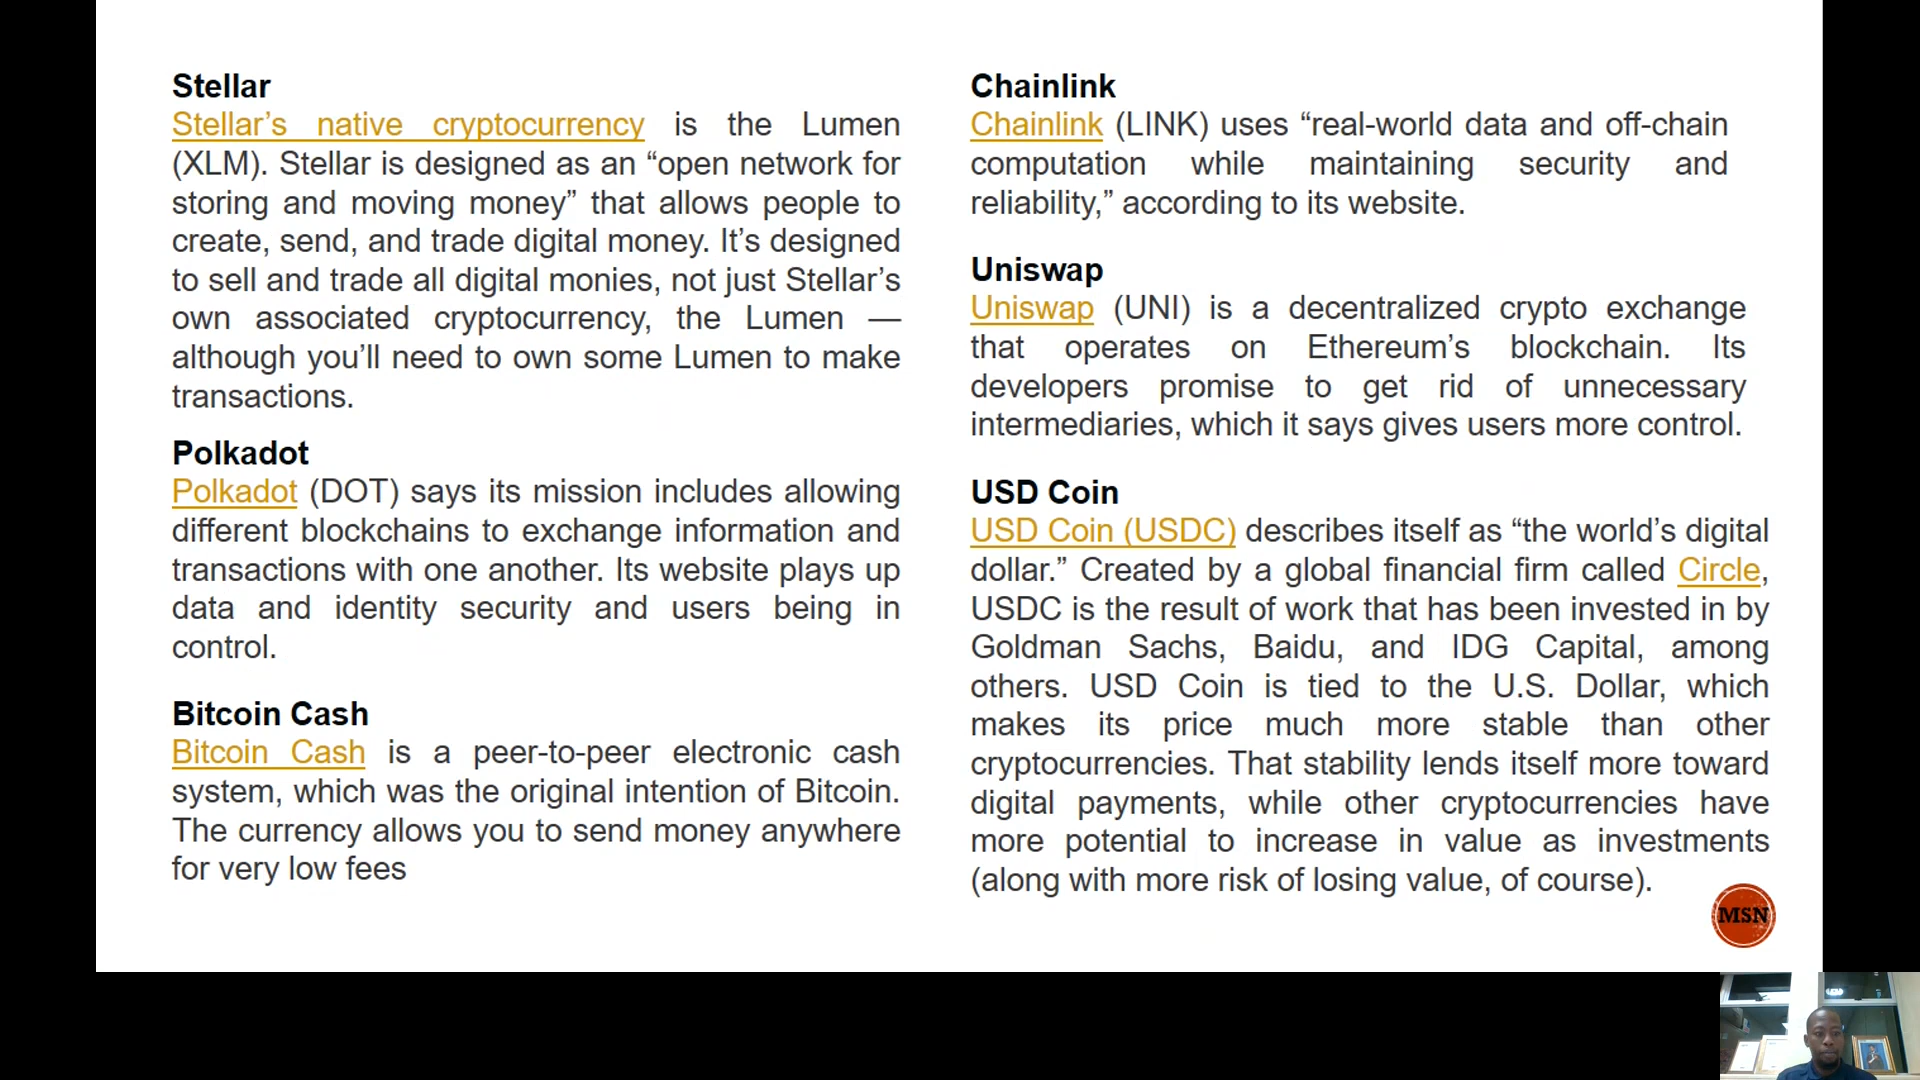 Stellar
Stellar’s native cryptocurrency is the Lumen
(XLM). Stellar is designed as an “open network for
storing and moving money” that allows people to
create, send, and trade digital money. It’s designed
to sell and trade all digital monies, not just Stellar’s
own associated cryptocurrency, the Lumen —
although you’ll need to own some Lumen to make
transactions.
Polkadot
Polkadot (DOT) says its mission includes allowing
different blockchains to exchange information and
transactions with one another. Its website plays up
data and identity security and users being in
control.
Bitcoin Cash
Bitcoin Cash is a peer-to-peer electronic cash
system, which was the original intention of Bitcoin.
The currency allows you to send money anywhere
for very low fees
Chainlink
Chainlink (LINK) uses “real-world data and off-chain
computation while maintaining security and
reliability,” according to its website.
Uniswap
Uniswap (UNI) is a decentralized crypto exchange
that operates on Ethereum’s blockchain. Its
developers promise to get rid of unnecessary
intermediaries, which it says gives users more control.
USD Coin
USD Coin (USDC) describes itself as “the world’s digital
dollar.” Created by a global financial firm called Circle,
USDC is the result of work that has been invested in by
Goldman Sachs, Baidu, and IDG Capital, among
others. USD Coin is tied to the U.S. Dollar, which
makes its price much more stable than other
cryptocurrencies. That stability lends itself more toward
digital payments, while other cryptocurrencies have
more potential to increase in value as investments
(along with more risk of losing value, of course).
MSN